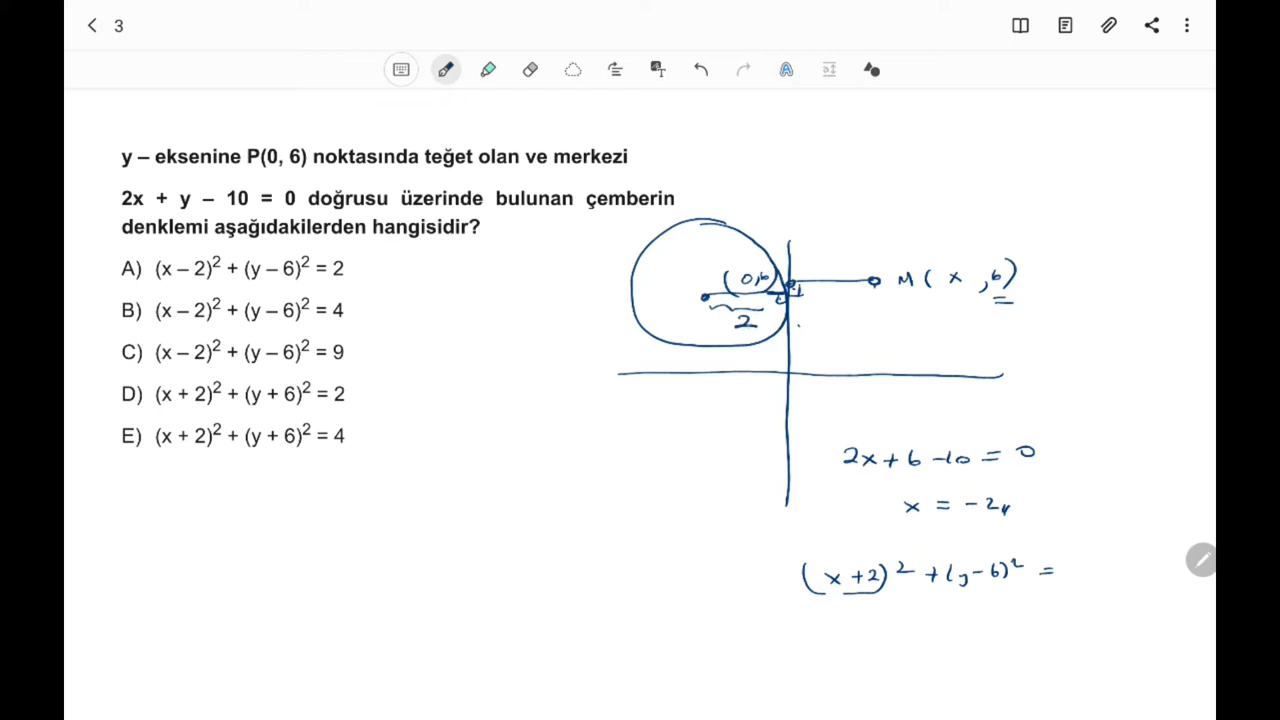 3
y – eksenine P(0, 6) noktasında teğet olan ve merkezi
2x + y – 10 = 0 doğrusu üzerinde bulunan çemberin
denklemi aşağıdakilerden hangisidir?
A) (x – 2)² + (y – 6)² = 2
B) (x – 2)² + (y – 6)² = 4
C) (x – 2)² + (y – 6)² = 9
D) (x + 2)² + (y + 6)² = 2
E) (x + 2)² + (y + 6)² = 4
(0,6)
M( x ,6)
2
2x+6-10=0
x = -2
(x+2)² +(y-6)² =